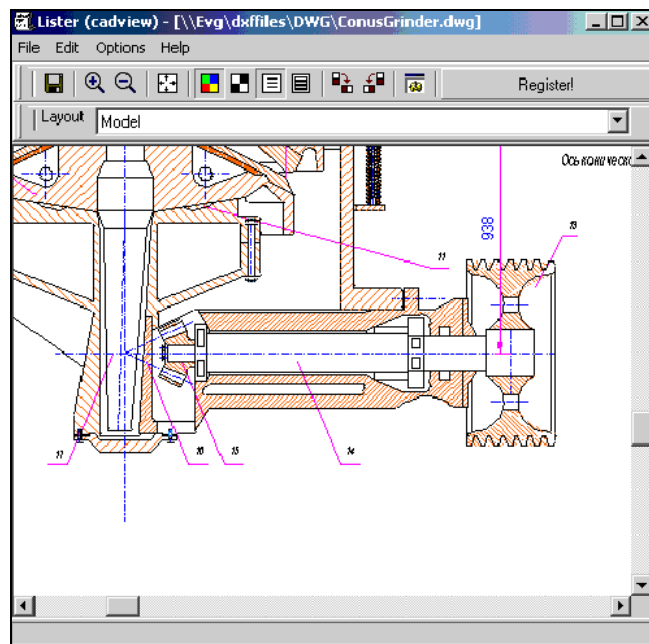 Lister (cadview) - [\\Evg\dxffiles\DWG\ConusGrinder.dwg]
File Edit Options Help
Register!
Layout Model
Ось коническ
938
13
11
17
16
15
14